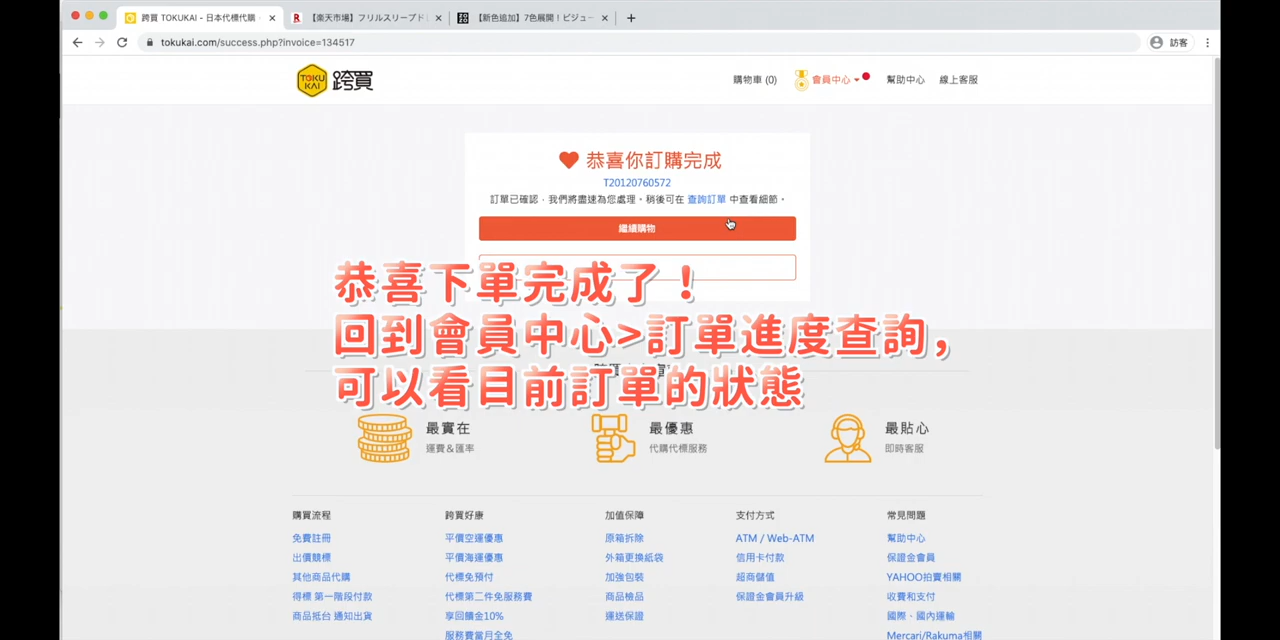 跨買 TOKUKAI - 日本代標代購
【楽天市場】フリルスリーブド
【新色追加】7色展開！ビジュー
tokukai.com/success.php?invoice=134517
訪客
TOKU KAI 跨買
購物車 (0)
會員中心
幫助中心
線上客服
恭喜你訂購完成
T20120760572
訂單已確認，我們將盡速為您處理。稍後可在 查詢訂單 中查看細節。
繼續購物
恭喜下單完成了！
回到會員中心>訂單進度查詢，
可以看目前訂單的狀態
最實在
運費＆匯率
最優惠
代購代標服務
最貼心
即時客服
購買流程
免費註冊
出價競標
其他商品代購
得標 第一階段付款
商品抵台 通知出貨
跨買好康
平價空運優惠
平價海運優惠
代標免預付
代標第二件免服務費
享回饋金10%
服務費當月全免
加值保障
原箱拆除
外箱更換紙袋
加強包裝
商品檢品
運送保證
支付方式
ATM / Web-ATM
信用卡付款
超商儲值
保證金會員升級
常見問題
幫助中心
保證金會員
YAHOO拍賣相關
收費和支付
國際、國內運輸
Mercari/Rakuma相關